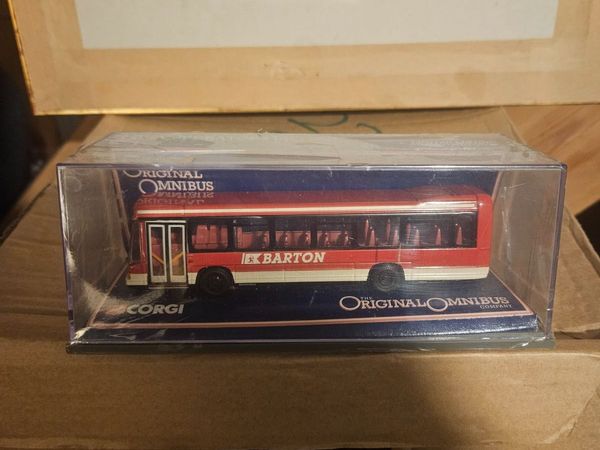 ORIGINAL
OMNIBUS
BARTON
CORGI
THE
ORIGINAL OMNIBUS
COMPANY